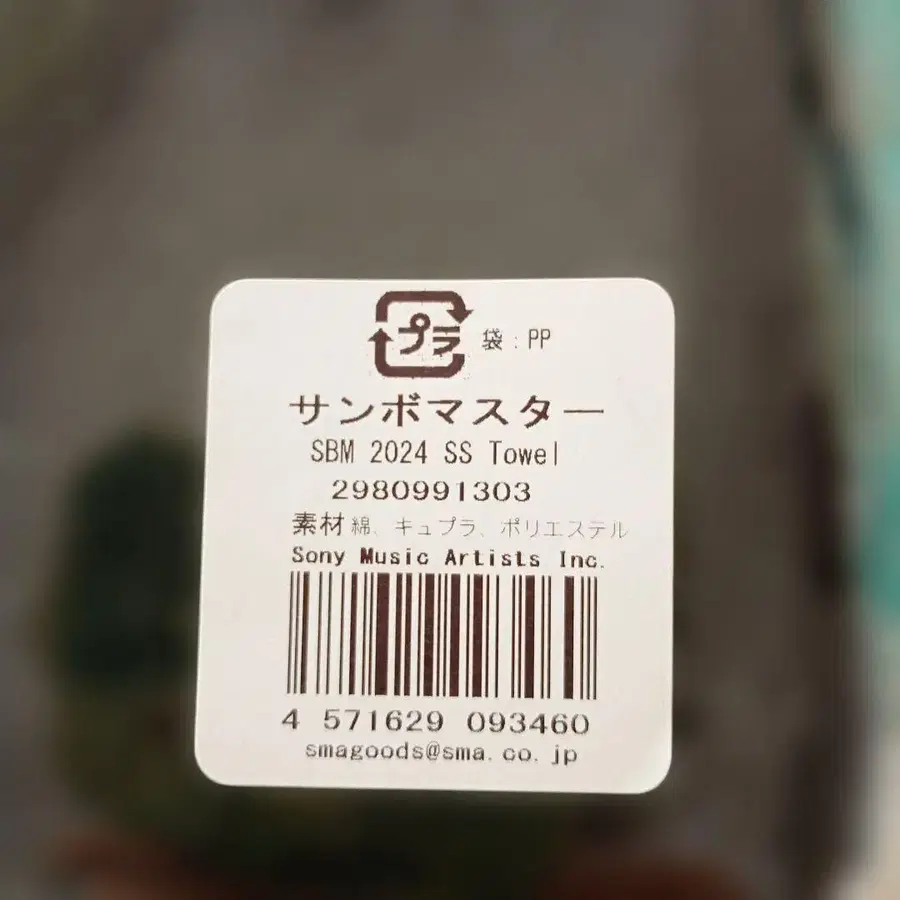 プラ 袋：PP
サンボマスター
SBM 2024 SS Towel
2980991303
素材 綿、キュプラ、ポリエステル
Sony Music Artists Inc.
4 571629 093460
smagoods@sma.co.jp